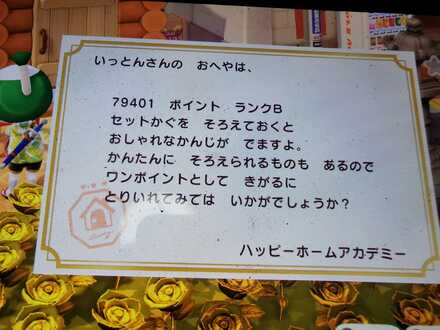 いっとんさんの　おへやは、
79401　ポイント　ランクB
セットかぐを　そろえておくと
おしゃれなかんじが　でますよ。
かんたんに　そろえられるものも　あるので
ワンポイントとして　きがるに
とりいれてみては　いかがでしょうか？
ハッピーホームアカデミー